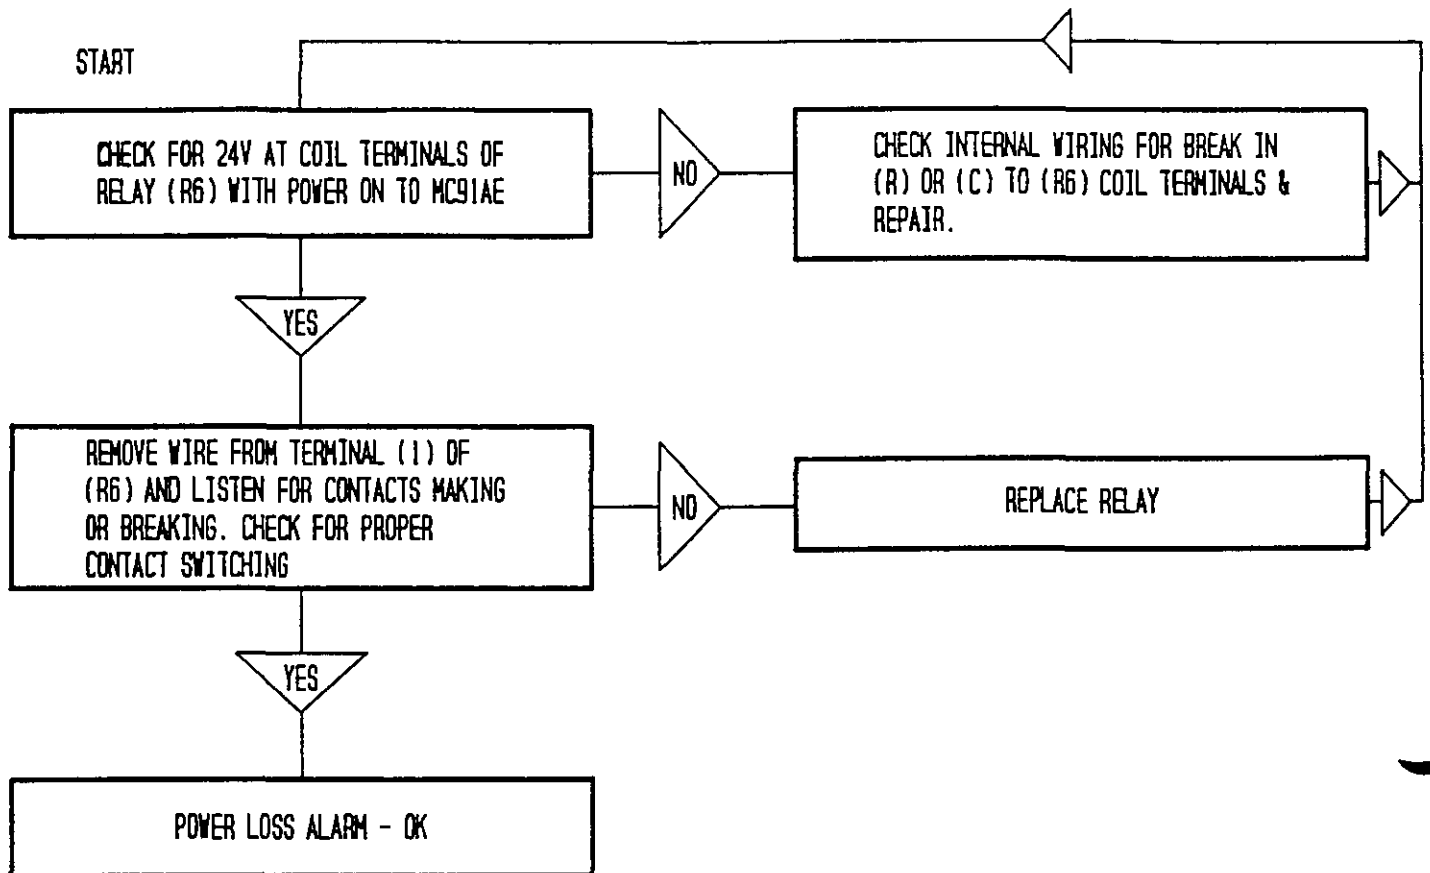 START
CHECK FOR 24V AT COIL TERMINALS OF
RELAY (R6) WITH POWER ON TO MC91AE
NO
CHECK INTERNAL WIRING FOR BREAK IN
(R) OR (C) TO (R6) COIL TERMINALS &
REPAIR.
YES
REMOVE WIRE FROM TERMINAL (1) OF
(R6) AND LISTEN FOR CONTACTS MAKING
OR BREAKING. CHECK FOR PROPER
CONTACT SWITCHING
NO
REPLACE RELAY
YES
POWER LOSS ALARM - OK